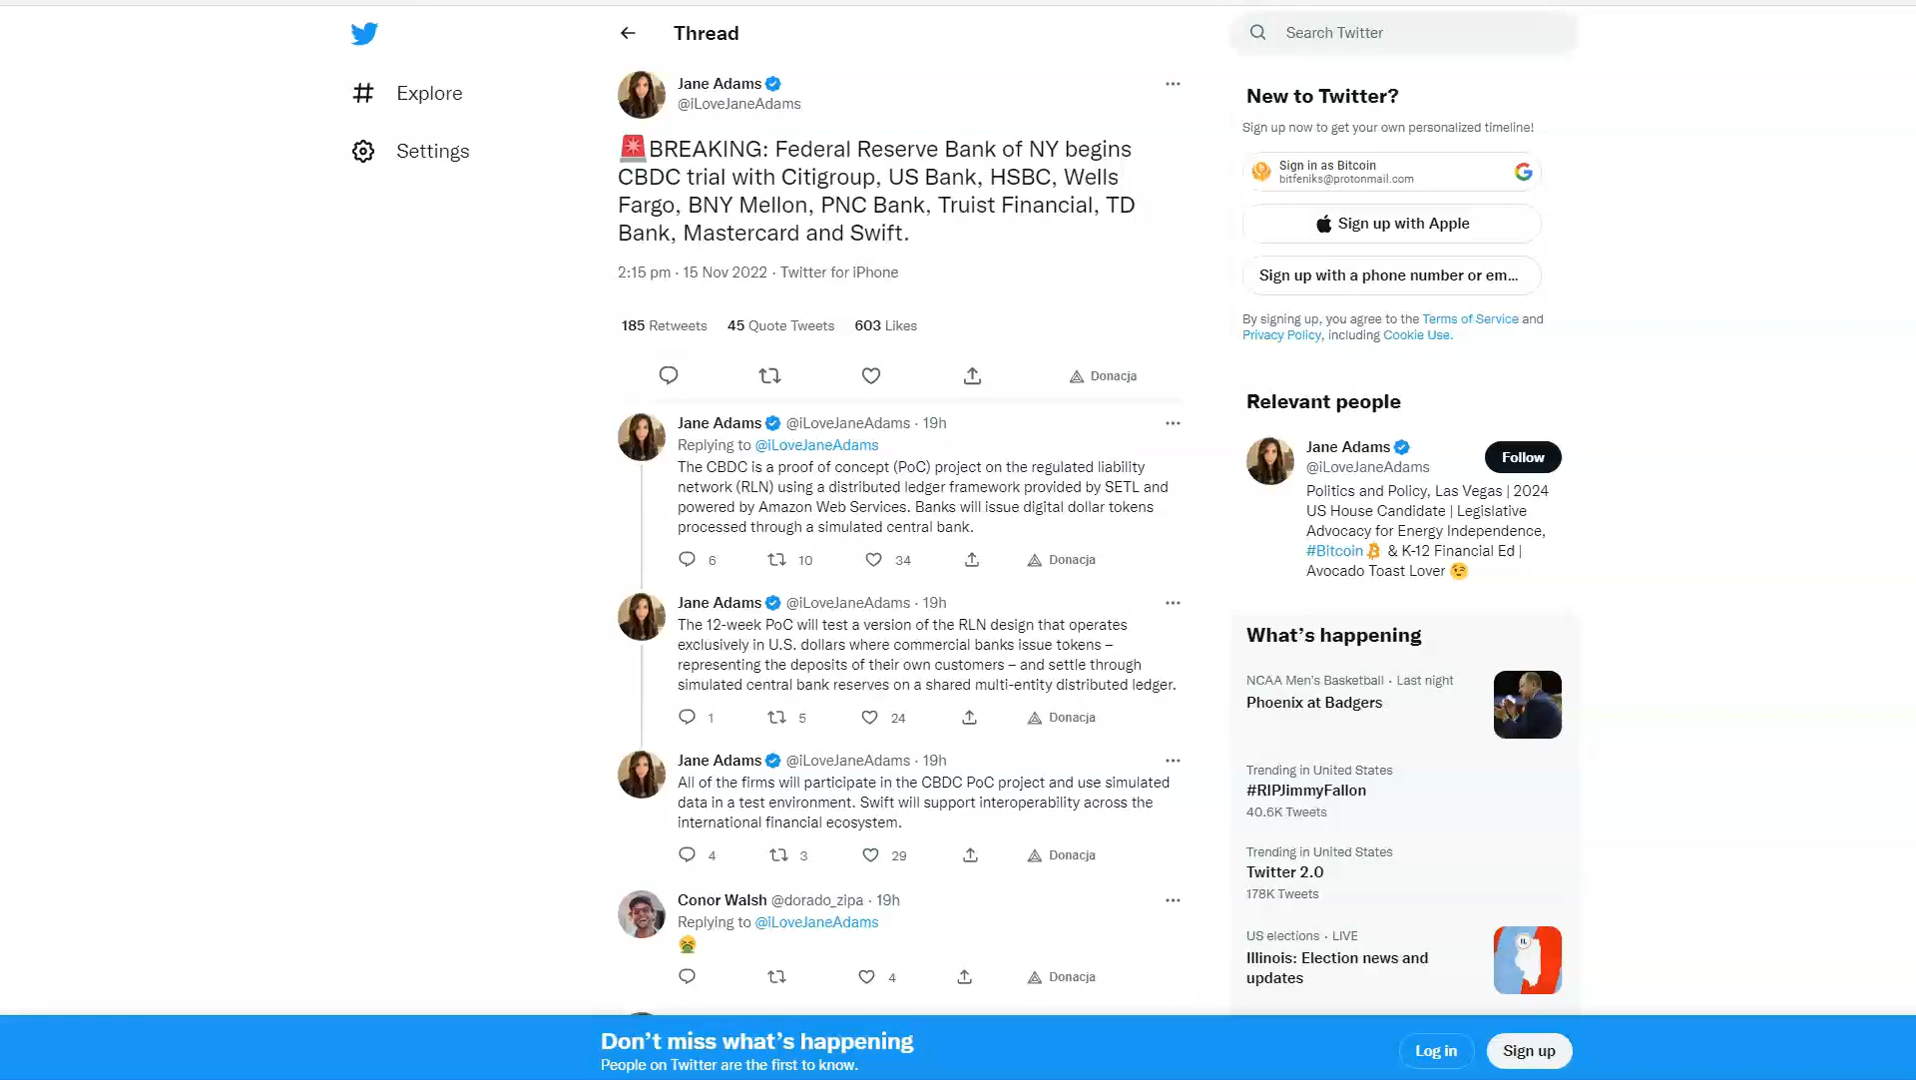 Thread
Search Twitter
Explore
Settings
Jane Adams
@iLoveJaneAdams
🚨BREAKING: Federal Reserve Bank of NY begins
CBDC trial with Citigroup, US Bank, HSBC, Wells
Fargo, BNY Mellon, PNC Bank, Truist Financial, TD
Bank, Mastercard and Swift.
2:15 pm · 15 Nov 2022 · Twitter for iPhone
185 Retweets 45 Quote Tweets 603 Likes
Donacja
Jane Adams @iLoveJaneAdams · 19h
Replying to @iLoveJaneAdams
The CBDC is a proof of concept (PoC) project on the regulated liability
network (RLN) using a distributed ledger framework provided by SETL and
powered by Amazon Web Services. Banks will issue digital dollar tokens
processed through a simulated central bank.
6 10 34 Donacja
Jane Adams @iLoveJaneAdams · 19h
The 12-week PoC will test a version of the RLN design that operates
exclusively in U.S. dollars where commercial banks issue tokens –
representing the deposits of their own customers – and settle through
simulated central bank reserves on a shared multi-entity distributed ledger.
1 5 24 Donacja
Jane Adams @iLoveJaneAdams · 19h
All of the firms will participate in the CBDC PoC project and use simulated
data in a test environment. Swift will support interoperability across the
international financial ecosystem.
4 3 29 Donacja
Conor Walsh @dorado_zipa · 19h
Replying to @iLoveJaneAdams
🤮
4 Donacja
New to Twitter?
Sign up now to get your own personalized timeline!
Sign in as Bitcoin
bitfeniks@protonmail.com
Sign up with Apple
Sign up with a phone number or em...
By signing up, you agree to the Terms of Service and
Privacy Policy, including Cookie Use.
Relevant people
Jane Adams
@iLoveJaneAdams
Follow
Politics and Policy, Las Vegas | 2024
US House Candidate | Legislative
Advocacy for Energy Independence,
#Bitcoin & K-12 Financial Ed |
Avocado Toast Lover 😉
What's happening
NCAA Men's Basketball · Last night
Phoenix at Badgers
Trending in United States
#RIPJimmyFallon
40.6K Tweets
Trending in United States
Twitter 2.0
178K Tweets
US elections · LIVE
Illinois: Election news and
updates
IL
Don't miss what's happening
People on Twitter are the first to know.
Log in
Sign up